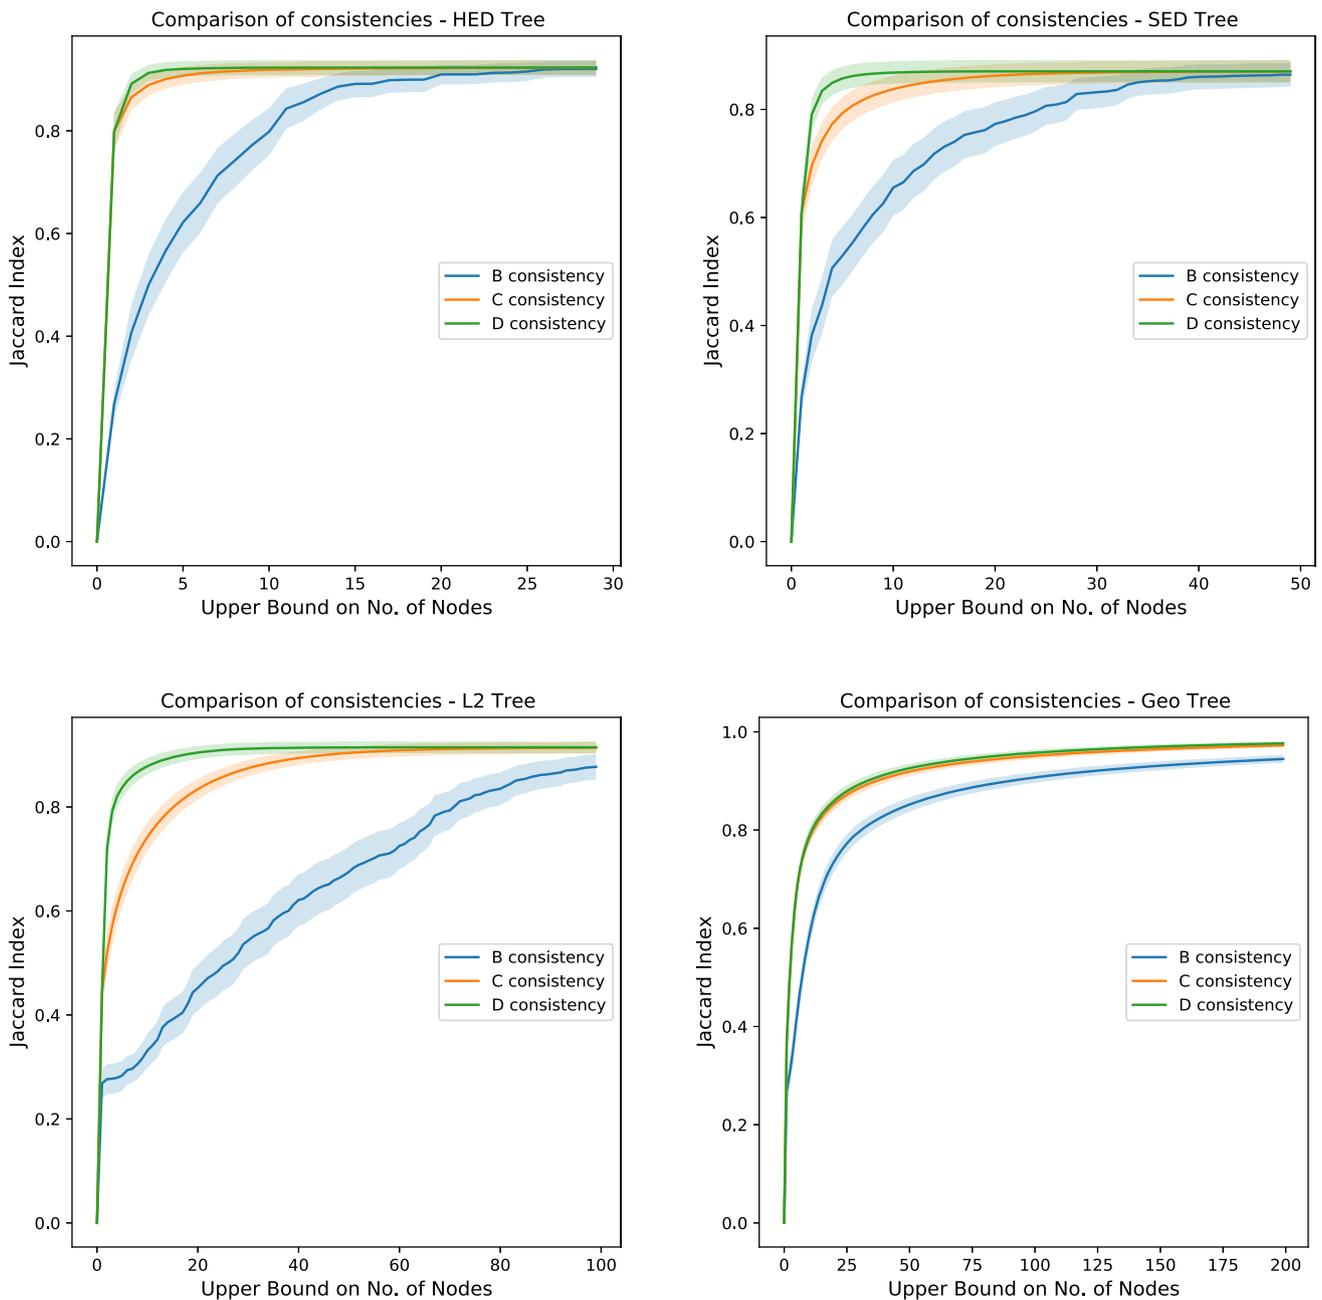 Comparison of consistencies - HED Tree
Jaccard Index
0.8
0.6
0.4
0.2
0.0
B consistency
C consistency
D consistency
0 5 10 15 20 25 30
Upper Bound on No. of Nodes
Comparison of consistencies - SED Tree
Jaccard Index
0.8
0.6
0.4
0.2
0.0
B consistency
C consistency
D consistency
0 10 20 30 40 50
Upper Bound on No. of Nodes
Comparison of consistencies - L2 Tree
Jaccard Index
0.8
0.6
0.4
0.2
0.0
B consistency
C consistency
D consistency
0 20 40 60 80 100
Upper Bound on No. of Nodes
Comparison of consistencies - Geo Tree
Jaccard Index
1.0
0.8
0.6
0.4
0.2
0.0
B consistency
C consistency
D consistency
0 25 50 75 100 125 150 175 200
Upper Bound on No. of Nodes